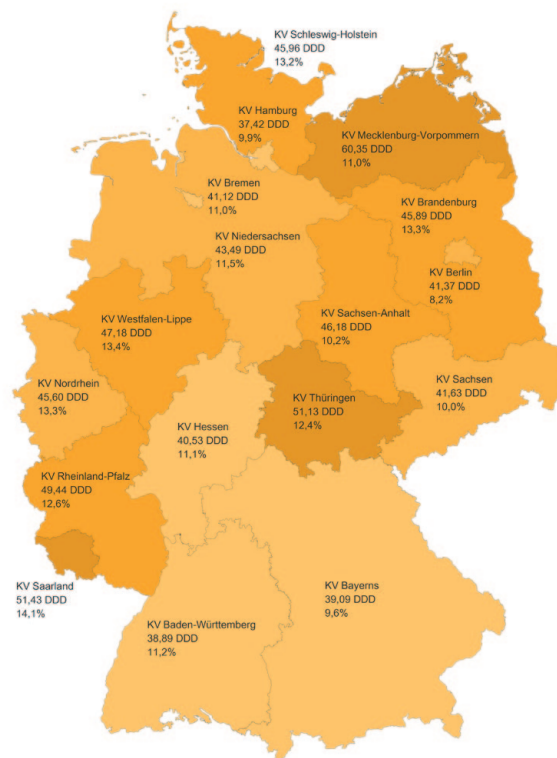 KV Schleswig-Holstein
45,96 DDD
13,2%
KV Hamburg
37,42 DDD
9,9%
KV Mecklenburg-Vorpommern
60,35 DDD
11,0%
KV Bremen
41,12 DDD
11,0%
KV Brandenburg
45,89 DDD
13,3%
KV Niedersachsen
43,49 DDD
11,5%
KV Berlin
41,37 DDD
8,2%
KV Westfalen-Lippe
47,18 DDD
13,4%
KV Sachsen-Anhalt
46,18 DDD
10,2%
KV Nordrhein
45,60 DDD
13,3%
KV Sachsen
41,63 DDD
10,0%
KV Thüringen
51,13 DDD
12,4%
KV Hessen
40,53 DDD
11,1%
KV Rheinland-Pfalz
49,44 DDD
12,6%
KV Saarland
51,43 DDD
14,1%
KV Bayerns
39,09 DDD
9,6%
KV Baden-Württemberg
38,89 DDD
11,2%